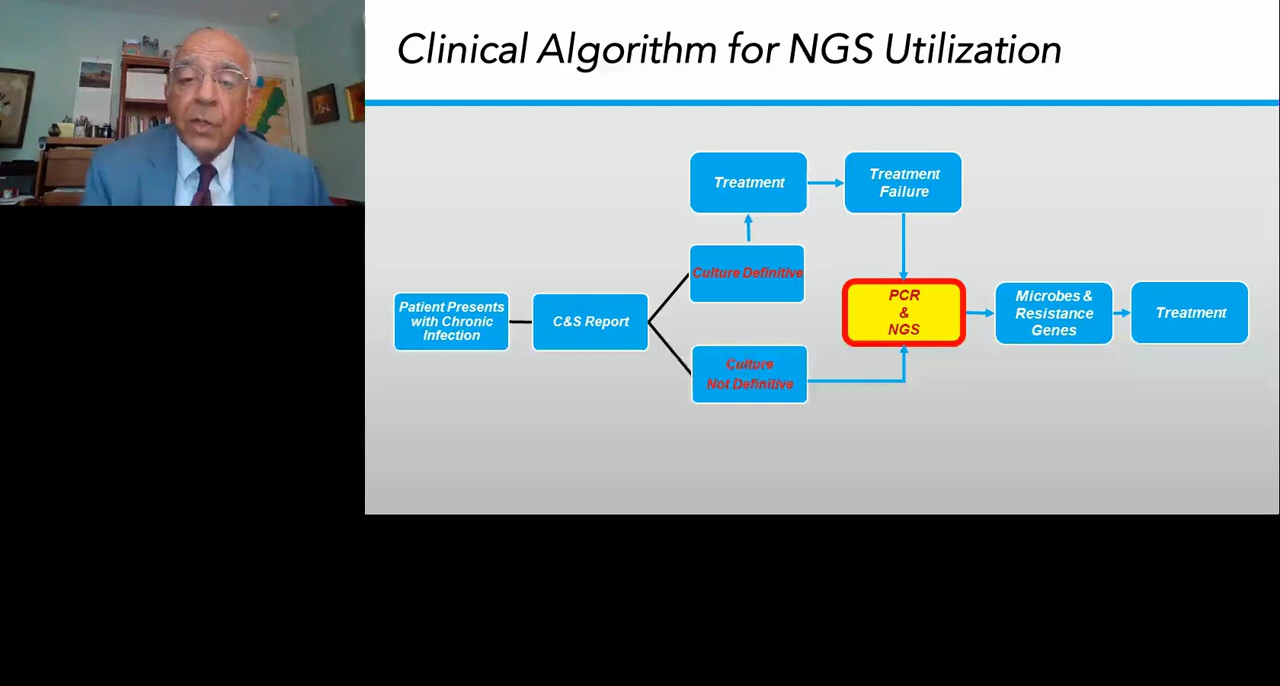 Clinical Algorithm for NGS Utilization
Treatment
Treatment
Failure
Culture Definitive
Patient Presents
with Chronic
Infection
C&S Report
PCR
&
NGS
Microbes &
Resistance
Genes
Treatment
Culture
Not Definitive